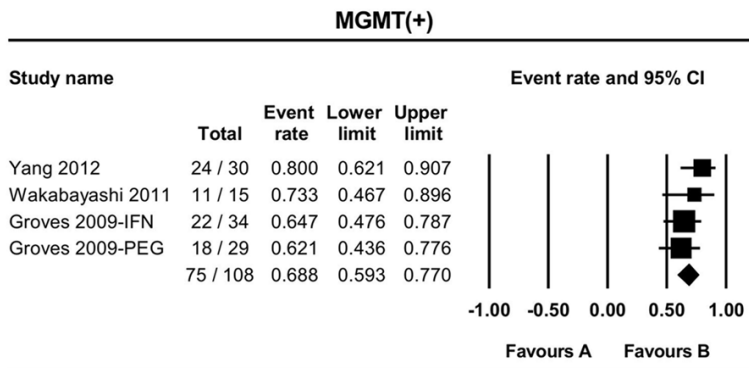 MGMT(+)
Study name Event rate and 95% CI
Event Lower Upper
Total rate limit limit
Yang 2012 24 / 30 0.800 0.621 0.907
Wakabayashi 2011 11 / 15 0.733 0.467 0.896
Groves 2009-IFN 22 / 34 0.647 0.476 0.787
Groves 2009-PEG 18 / 29 0.621 0.436 0.776
75 / 108 0.688 0.593 0.770
-1.00 -0.50 0.00 0.50 1.00
Favours A Favours B